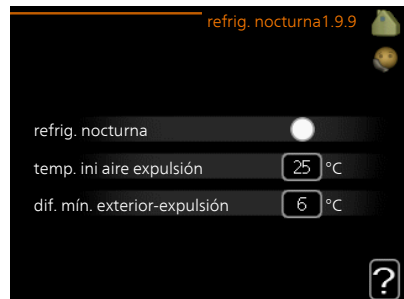 refrig. nocturna1.9.9
refrig. nocturna
temp. ini aire expulsión 25 °C
dif. mín. exterior-expulsión 6 °C
?